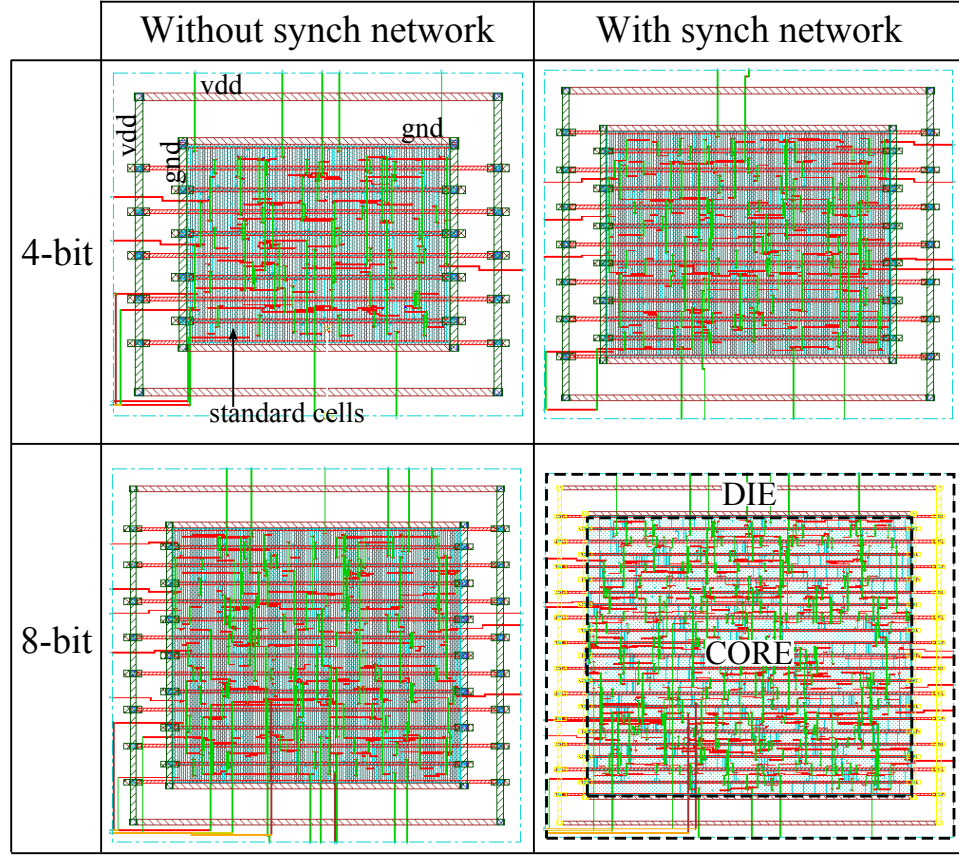 Without synch network
With synch network
4-bit
vdd
vdd
gnd
gnd
standard cells
8-bit
DIE
CORE